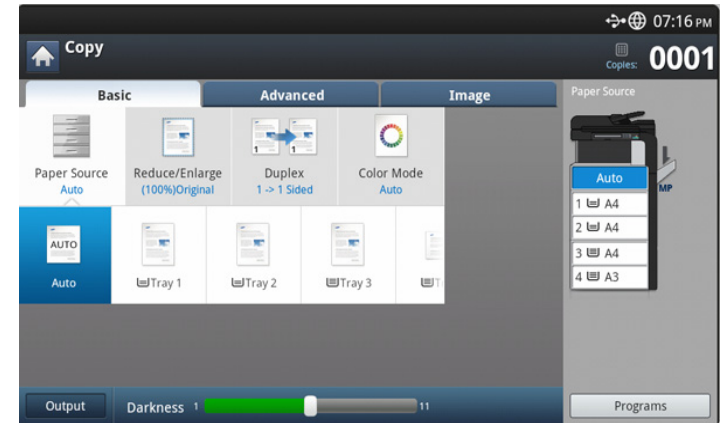 07:16 PM
Copy
Copies: 0001
Basic
Advanced
Image
Paper Source
Paper Source
Auto
Reduce/Enlarge
(100%)Original
Duplex
1 -> 1 Sided
1
1
Color Mode
Auto
Auto
MP
1 A4
2 A4
3 A4
4 A3
AUTO
Auto
Tray 1
Tray 2
Tray 3
Output
Darkness 1
11
Programs